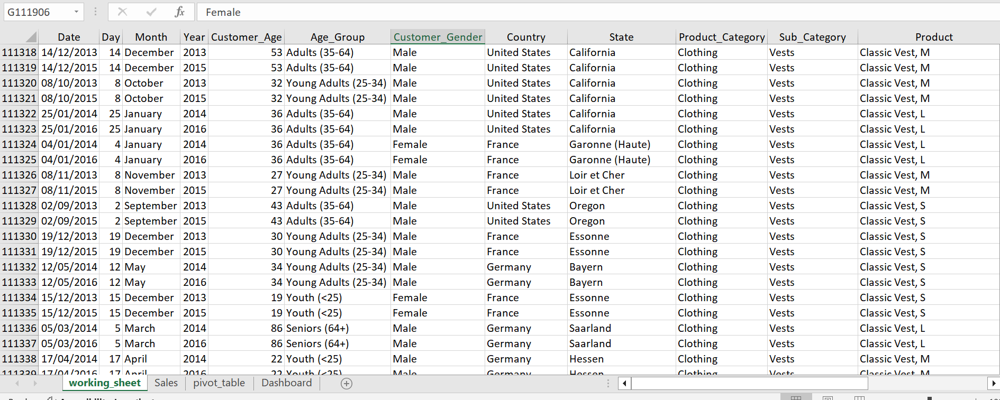 G111906 fx Female
Date Day Month Year Customer_Age Age_Group Customer_Gender Country State Product_Category Sub_Category Product
111318 14/12/2013 14 December 2013 53 Adults (35-64) Male United States California Clothing Vests Classic Vest, M
111319 14/12/2015 14 December 2015 53 Adults (35-64) Male United States California Clothing Vests Classic Vest, M
111320 08/10/2013 8 October 2013 32 Young Adults (25-34) Male United States California Clothing Vests Classic Vest, M
111321 08/10/2015 8 October 2015 32 Young Adults (25-34) Male United States California Clothing Vests Classic Vest, M
111322 25/01/2014 25 January 2014 36 Adults (35-64) Male United States California Clothing Vests Classic Vest, L
111323 25/01/2016 25 January 2016 36 Adults (35-64) Male United States California Clothing Vests Classic Vest, L
111324 04/01/2014 4 January 2014 36 Adults (35-64) Female France Garonne (Haute) Clothing Vests Classic Vest, L
111325 04/01/2016 4 January 2016 36 Adults (35-64) Female France Garonne (Haute) Clothing Vests Classic Vest, L
111326 08/11/2013 8 November 2013 27 Young Adults (25-34) Male France Loir et Cher Clothing Vests Classic Vest, M
111327 08/11/2015 8 November 2015 27 Young Adults (25-34) Male France Loir et Cher Clothing Vests Classic Vest, M
111328 02/09/2013 2 September 2013 43 Adults (35-64) Male United States Oregon Clothing Vests Classic Vest, S
111329 02/09/2015 2 September 2015 43 Adults (35-64) Male United States Oregon Clothing Vests Classic Vest, S
111330 19/12/2013 19 December 2013 30 Young Adults (25-34) Male France Essonne Clothing Vests Classic Vest, S
111331 19/12/2015 19 December 2015 30 Young Adults (25-34) Male France Essonne Clothing Vests Classic Vest, S
111332 12/05/2014 12 May 2014 34 Young Adults (25-34) Male Germany Bayern Clothing Vests Classic Vest, S
111333 12/05/2016 12 May 2016 34 Young Adults (25-34) Male Germany Bayern Clothing Vests Classic Vest, S
111334 15/12/2013 15 December 2013 19 Youth (<25) Female France Essonne Clothing Vests Classic Vest, S
111335 15/12/2015 15 December 2015 19 Youth (<25) Female France Essonne Clothing Vests Classic Vest, S
111336 05/03/2014 5 March 2014 86 Seniors (64+) Male Germany Saarland Clothing Vests Classic Vest, L
111337 05/03/2016 5 March 2016 86 Seniors (64+) Male Germany Saarland Clothing Vests Classic Vest, L
111338 17/04/2014 17 April 2014 22 Youth (<25) Male Germany Hessen Clothing Vests Classic Vest, M
111339 17/04/2016 17 April 2016 22 Youth (<25) Male Germany Hessen Clothing Vests Classic Vest, M
working_sheet Sales pivot_table Dashboard